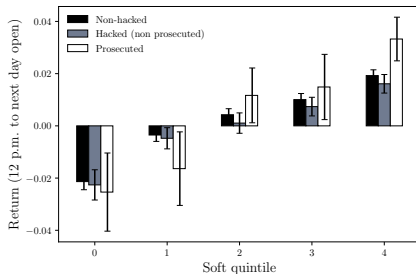 Non-hacked
Hacked (non prosecuted)
Prosecuted
Return (12 p.m. to next day open)
0.04
0.02
0.00
−0.02
−0.04
0 1 2 3 4
Soft quintile